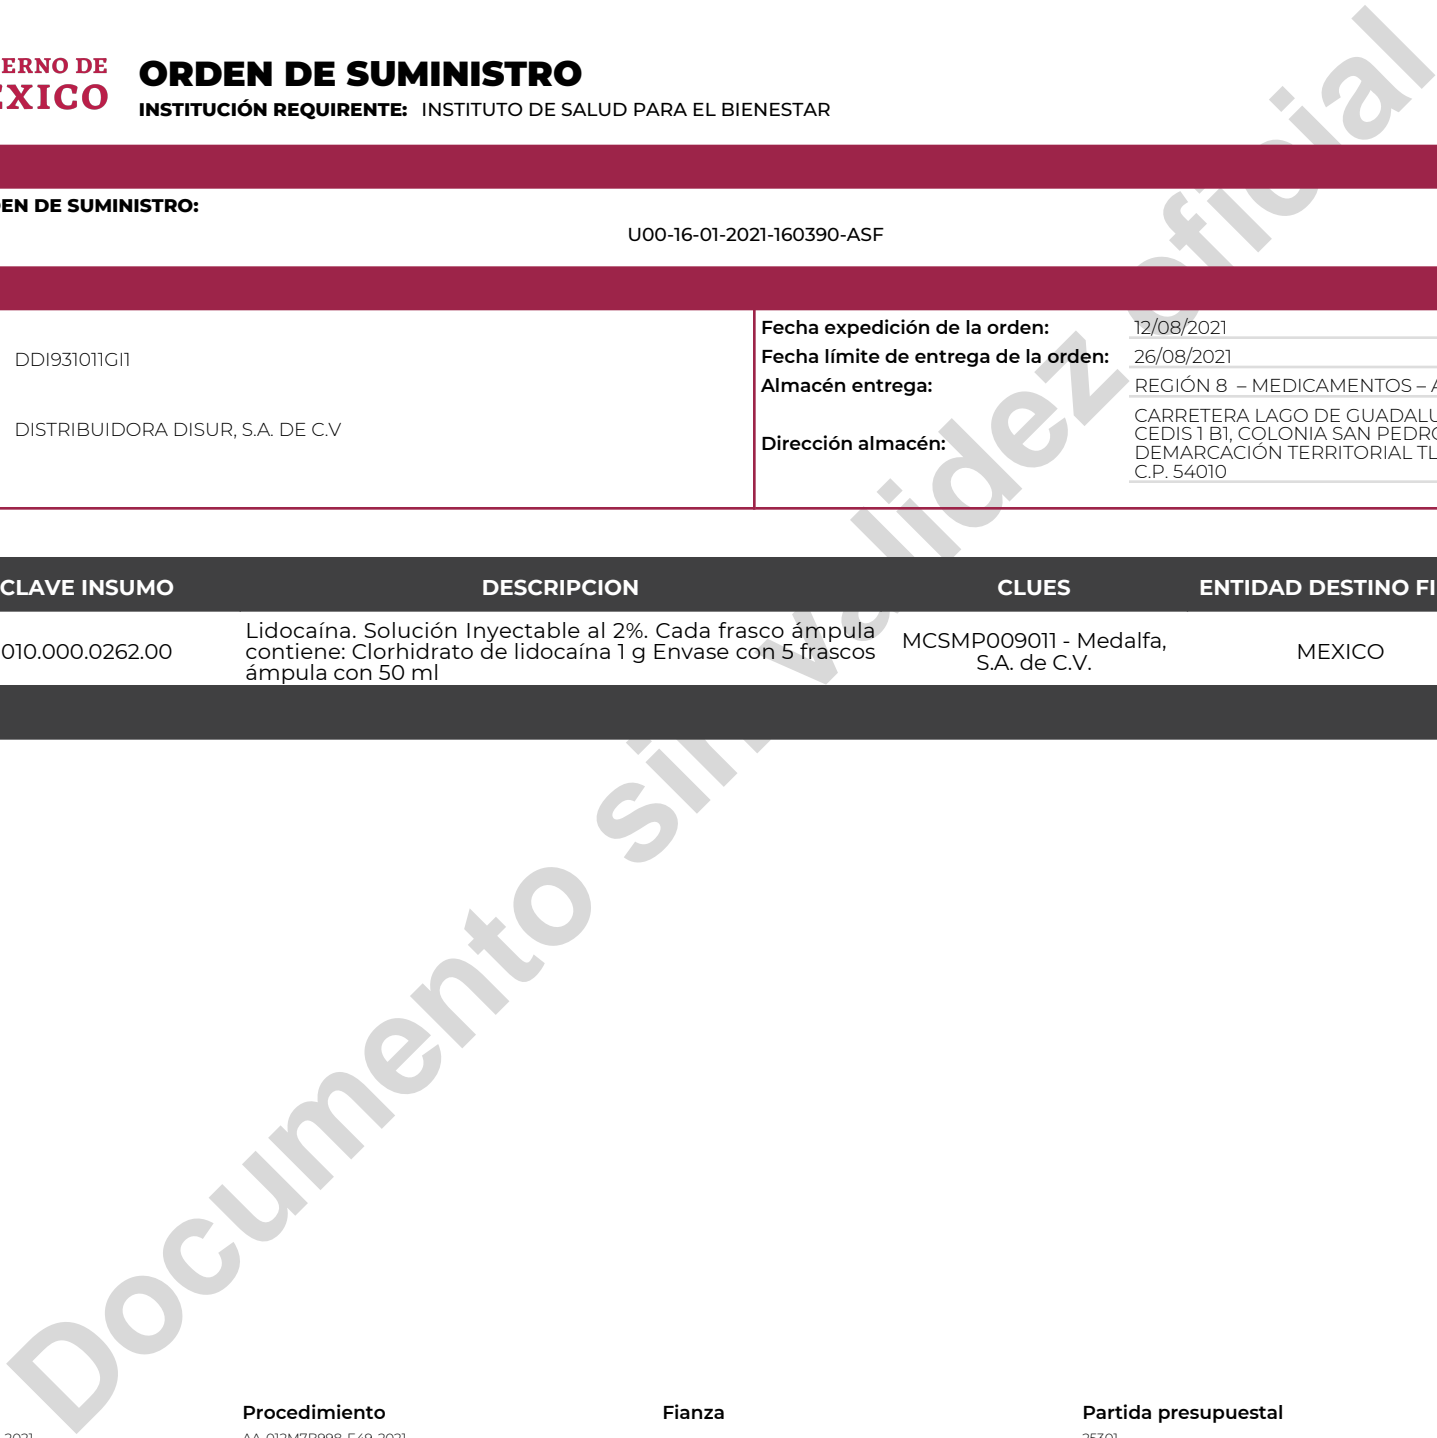 ERNO DE
ORDEN DE SUMINISTRO
INSTITUCIÓN REQUIRENTE: INSTITUTO DE SALUD PARA EL BIENESTAR
EN DE SUMINISTRO:
U00-16-01-2021-160390-ASF
DDI931011GI1
DISTRIBUIDORA DISUR, S.A. DE C.V
Fecha expedición de la orden: 12/08/2021
Fecha límite de entrega de la orden: 26/08/2021
Almacén entrega: REGIÓN 8 – MEDICAMENTOS – A
Dirección almacén:
CARRETERA LAGO DE GUADALU
CEDIS 1 B1, COLONIA SAN PEDRO
DEMARCACIÓN TERRITORIAL TL
C.P. 54010
CLAVE INSUMO DESCRIPCION CLUES ENTIDAD DESTINO FI
010.000.0262.00
Lidocaína. Solución Inyectable al 2%. Cada frasco ámpula
contiene: Clorhidrato de lidocaína 1 g Envase con 5 frascos
ámpula con 50 ml
MCSMP009011 - Medalfa,
S.A. de C.V.
MEXICO
Documento sin validez oficial
Procedimiento Fianza Partida presupuestal